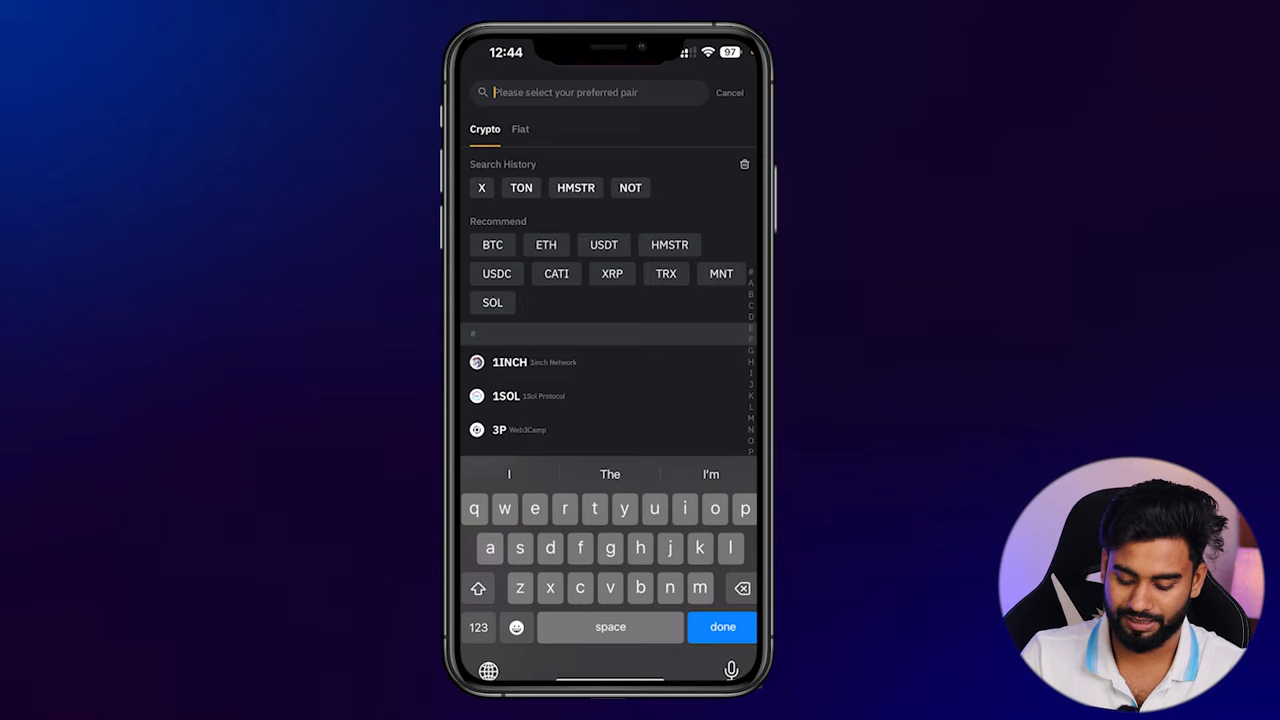 12:44
97
Please select your preferred pair
Cancel
Crypto Fiat
Search History
X TON HMSTR NOT
Recommend
BTC ETH USDT HMSTR
USDC CATI XRP TRX MNT
SOL
#
A
B
C
D
E
F
G
H
I
J
K
L
M
N
O
P
#
1INCH 1inch Network
1SOL 1Sol Protocol
3P Web3Camp
I The I'm
q w e r t y u i o p
a s d f g h j k l
z x c v b n m
123 space done